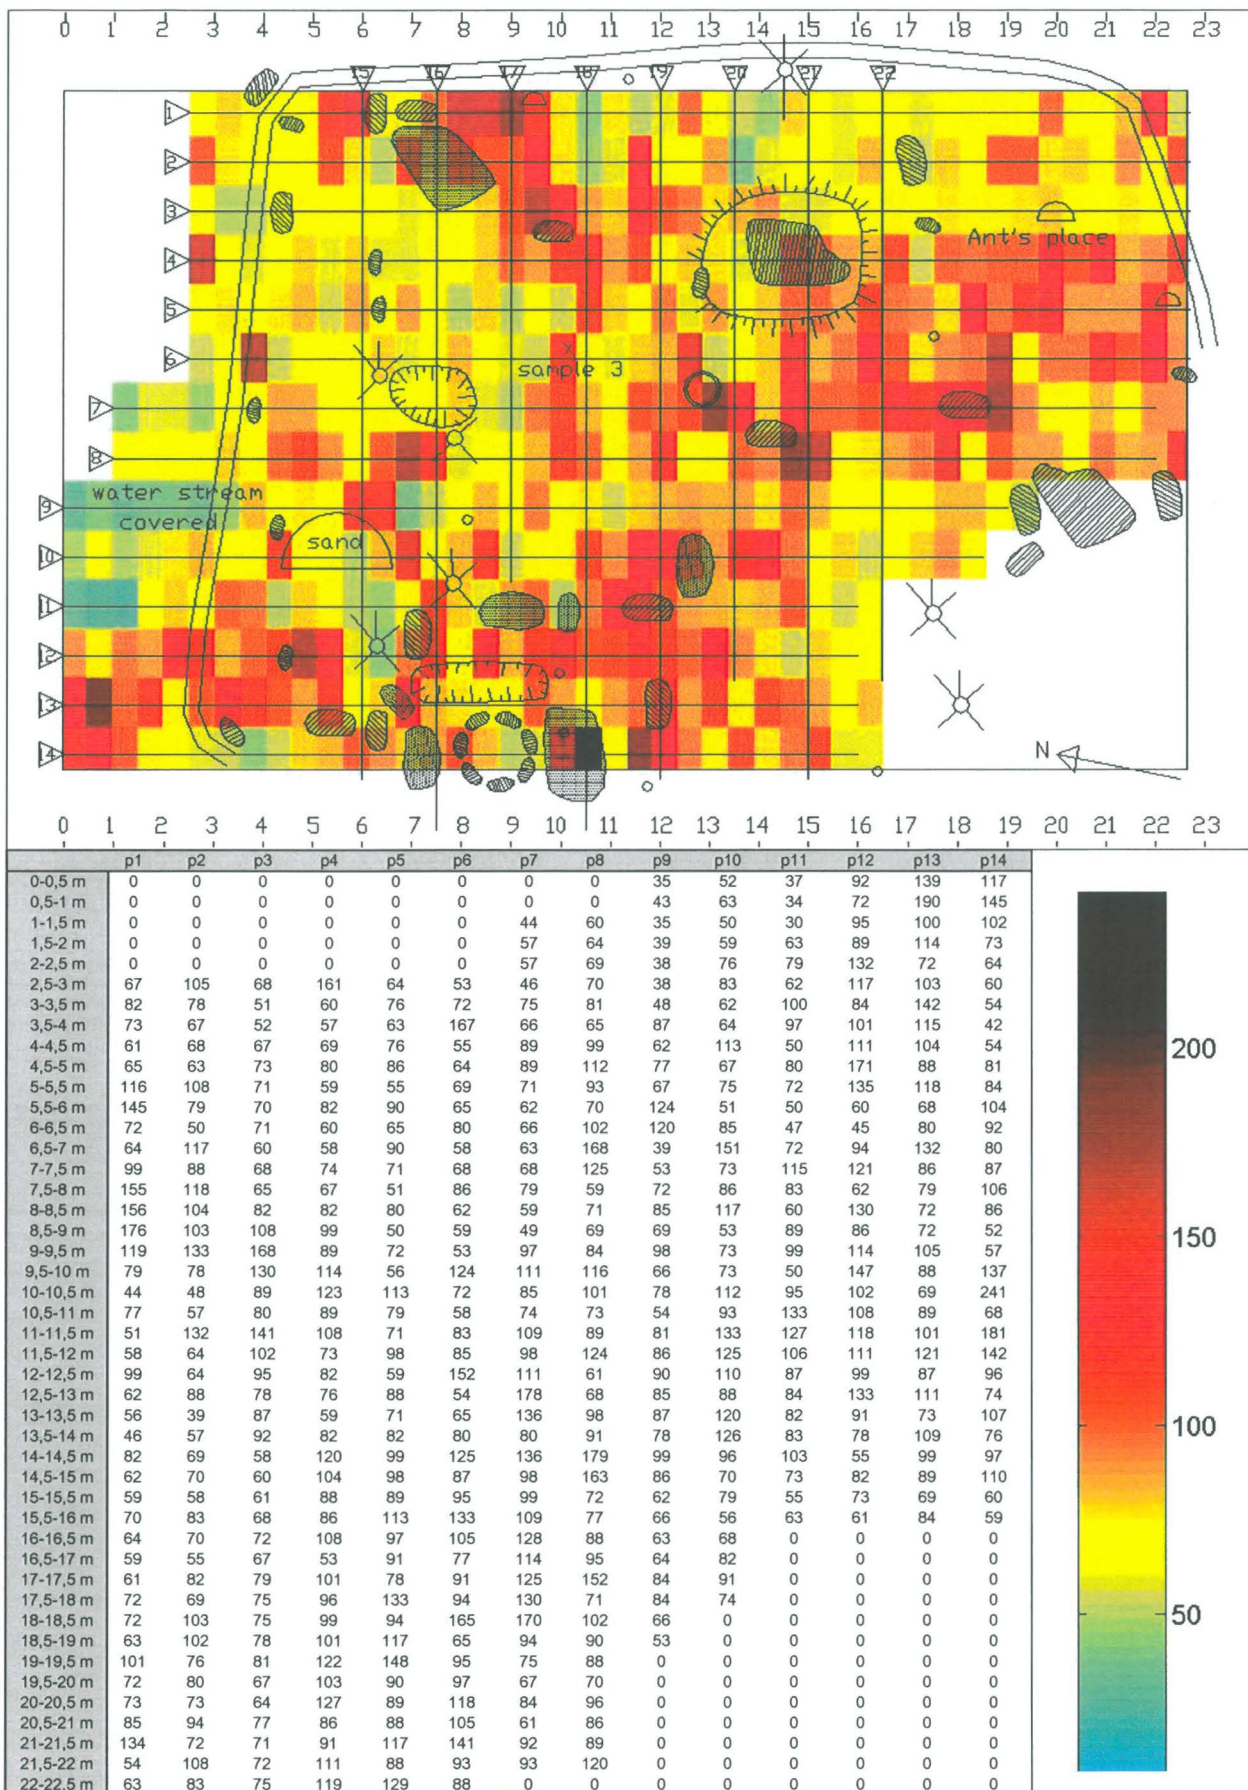 0 1 2 3 4 5 6 7 8 9 10 11 12 13 14 15 16 17 18 19 20 21 22 23
15 16 17 18 19 20 21 22
1
2
3
Ant's place
4
5
6
sample 3
7
8
water stream
9
covered
sand
10
11
12
13
14
N
0 1 2 3 4 5 6 7 8 9 10 11 12 13 14 15 16 17 18 19 20 21 22 23
p1 p2 p3 p4 p5 p6 p7 p8 p9 p10 p11 p12 p13 p14
0-0,5 m 0 0 0 0 0 0 0 0 35 52 37 92 139 117
0,5-1 m 0 0 0 0 0 0 0 0 43 63 34 72 190 145
1-1,5 m 0 0 0 0 0 0 44 60 35 50 30 95 100 102
1,5-2 m 0 0 0 0 0 0 57 64 39 59 63 89 114 73
2-2,5 m 0 0 0 0 0 0 57 69 38 76 79 132 72 64
2,5-3 m 67 105 68 161 64 53 46 70 38 83 62 117 103 60
3-3,5 m 82 78 51 60 76 72 75 81 48 62 100 84 142 54
3,5-4 m 73 67 52 57 63 167 66 65 87 64 97 101 115 42
4-4,5 m 61 68 67 69 76 55 89 99 62 113 50 111 104 54
4,5-5 m 65 63 73 80 86 64 89 112 77 67 80 171 88 81
5-5,5 m 116 108 71 59 55 69 71 93 67 75 72 135 118 84
5,5-6 m 145 79 70 82 90 65 62 70 124 51 50 60 68 104
6-6,5 m 72 50 71 60 65 80 66 102 120 85 47 45 80 92
6,5-7 m 64 117 60 58 90 58 63 168 39 151 72 94 132 80
7-7,5 m 99 88 68 74 71 68 68 125 53 73 115 121 86 87
7,5-8 m 155 118 65 67 51 86 79 59 72 86 83 62 79 106
8-8,5 m 156 104 82 82 80 62 59 71 85 117 60 130 72 86
8,5-9 m 176 103 108 99 50 59 49 69 69 53 89 86 72 52
9-9,5 m 119 133 168 89 72 53 97 84 98 73 99 114 105 57
9,5-10 m 79 78 130 114 56 124 111 116 66 73 50 147 88 137
10-10,5 m 44 48 89 123 113 72 85 101 78 112 95 102 69 241
10,5-11 m 77 57 80 89 79 58 74 73 54 93 133 108 89 68
11-11,5 m 51 132 141 108 71 83 109 89 81 133 127 118 101 181
11,5-12 m 58 64 102 73 98 85 98 124 86 125 106 111 121 142
12-12,5 m 99 64 95 82 59 152 111 61 90 110 87 99 87 96
12,5-13 m 62 88 78 76 88 54 178 68 85 88 84 133 111 74
13-13,5 m 56 39 87 59 71 65 136 98 87 120 82 91 73 107
13,5-14 m 46 57 92 82 82 80 80 91 78 126 83 78 109 76
14-14,5 m 82 69 58 120 99 125 136 179 99 96 103 55 99 97
14,5-15 m 62 70 60 104 98 87 98 163 86 70 73 82 89 110
15-15,5 m 59 58 61 88 89 95 99 72 62 79 55 73 69 60
15,5-16 m 70 83 68 86 113 133 109 77 66 56 63 61 84 59
16-16,5 m 64 70 72 108 97 105 128 88 63 68 0 0 0 0
16,5-17 m 59 55 67 53 91 77 114 95 64 82 0 0 0 0
17-17,5 m 61 82 79 101 78 91 125 152 84 91 0 0 0 0
17,5-18 m 72 69 75 96 133 94 130 71 84 74 0 0 0 0
18-18,5 m 72 103 75 99 94 165 170 102 66 0 0 0 0 0
18,5-19 m 63 102 78 101 117 65 94 90 53 0 0 0 0 0
19-19,5 m 101 76 81 122 148 95 75 88 0 0 0 0 0 0
19,5-20 m 72 80 67 103 90 97 67 70 0 0 0 0 0 0
20-20,5 m 73 73 64 127 89 118 84 96 0 0 0 0 0 0
20,5-21 m 85 94 77 86 88 105 61 86 0 0 0 0 0 0
21-21,5 m 134 72 71 91 117 141 92 89 0 0 0 0 0 0
21,5-22 m 54 108 72 111 88 93 93 120 0 0 0 0 0 0
22-22,5 m 63 83 75 119 129 88 0 0 0 0 0 0 0 0
200
150
100
50